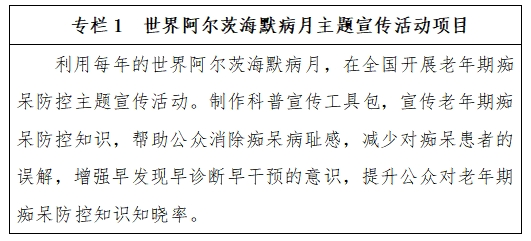 专栏1 世界阿尔茨海默病月主题宣传活动项目
利用每年的世界阿尔茨海默病月，在全国开展老年期痴
呆防控主题宣传活动。制作科普宣传工具包，宣传老年期痴
呆防控知识，帮助公众消除痴呆病耻感，减少对痴呆患者的
误解，增强早发现早诊断早干预的意识，提升公众对老年期
痴呆防控知识知晓率。